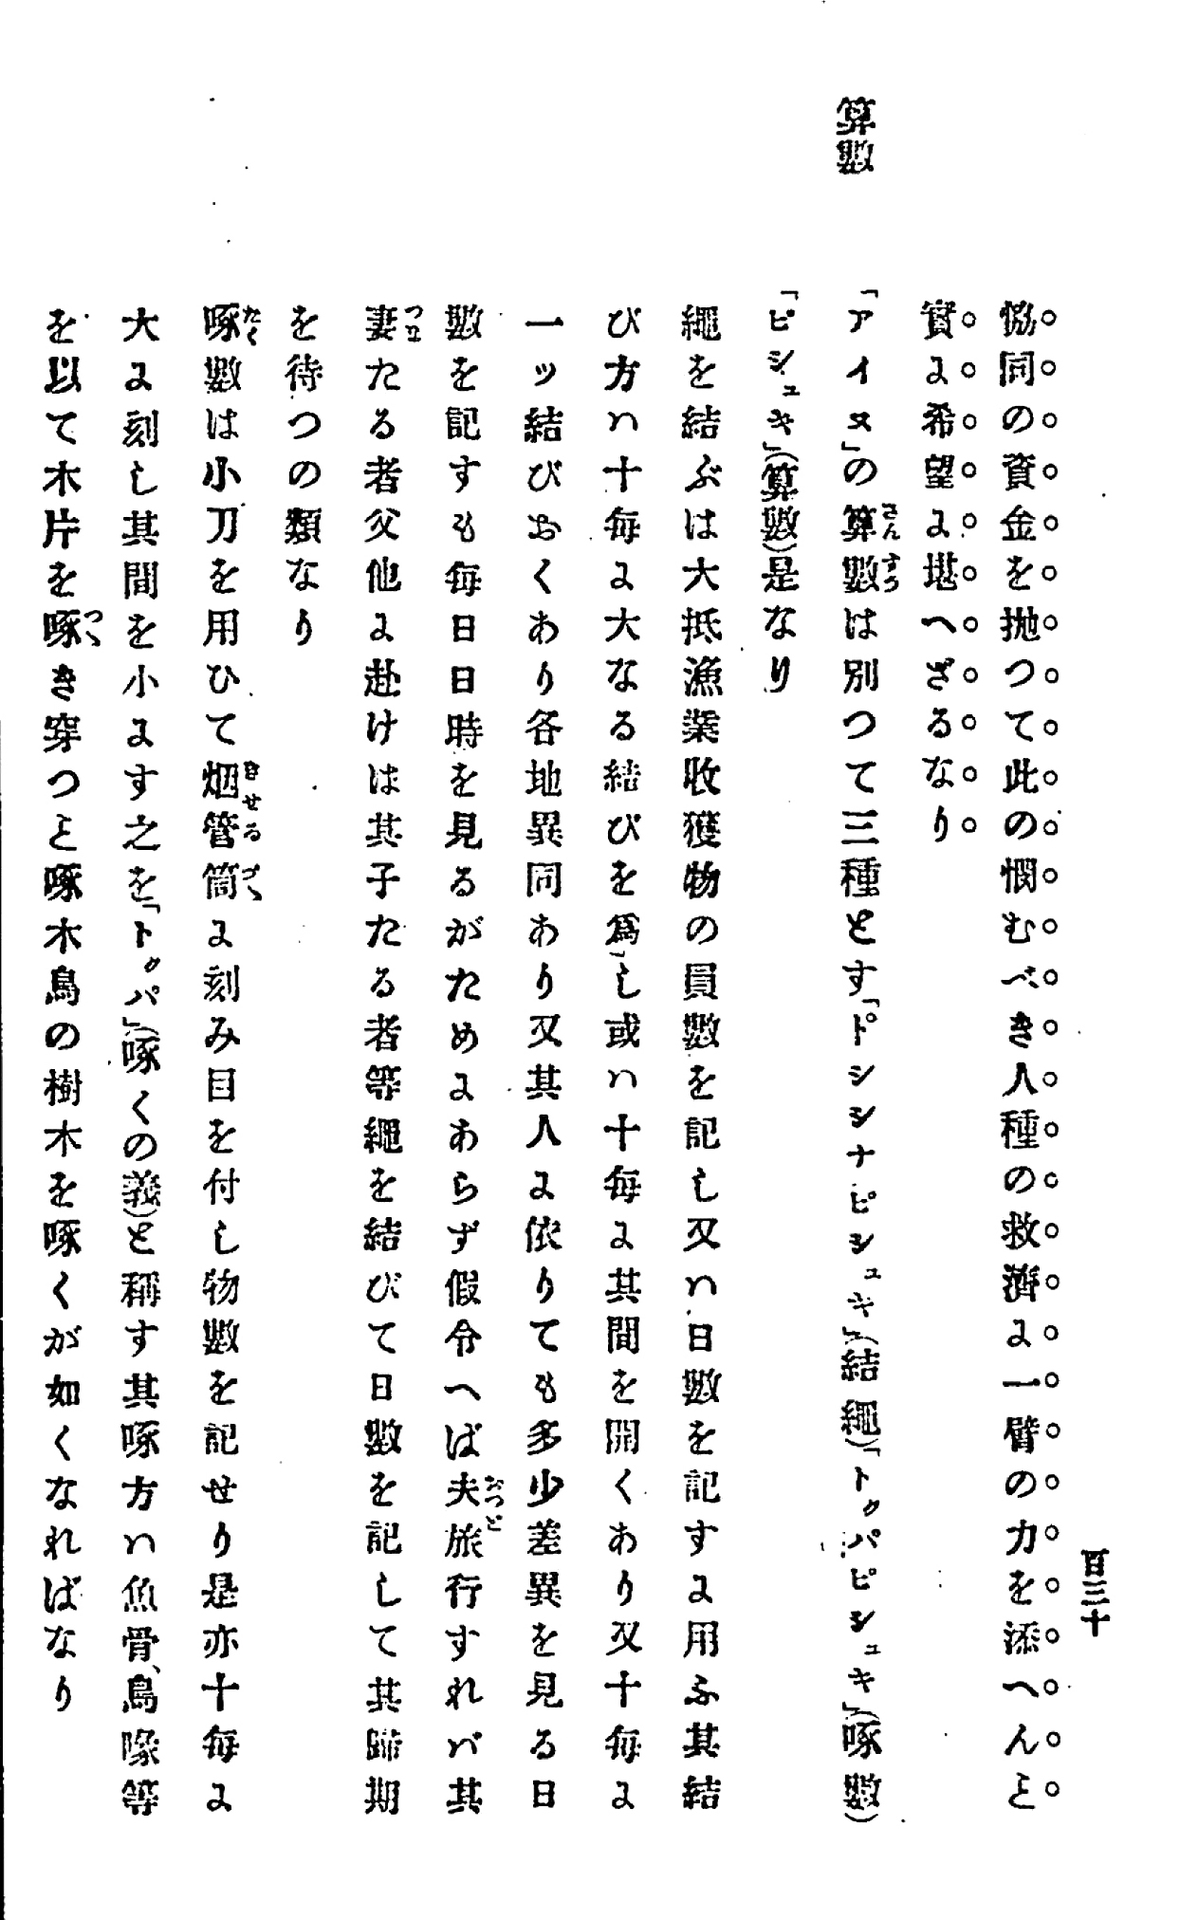 百三十
協同の資金を抛つて此の憫むべき人種の救濟に一臂の力を添へんと
實に希望に堪へざるなり
算數
「アイヌ」の算數は別つて三種とす「トシシナピシュキ」(結繩)「トクパピシュキ」(啄數)
「ピシュキ」(算數)是なり
繩を結ぶは大抵漁業收獲物の員數を記し又ハ日數を記すに用ふ其結
び方ハ十每に大なる結びを爲し或ハ十每に其間を開くあり又十每に
一ッ結びおくあり各地異同あり又其人に依りても多少差異を見る日
數を記すも每日日時を見るがためにあらず假令へば夫旅行すれバ其
妻たる者父他に赴けは其子たる者等繩を結びて日數を記して其歸期
を待つの類なり
啄數は小刀を用ひて烟管筒に刻み目を付し物數を記せり是亦十每に
大に刻し其間を小にす之を「トクパ」(啄くの義)と稱す其啄方ハ魚骨、鳥喙等
を以て木片を啄き穿つと啄木鳥の樹木を啄くが如くなればなり